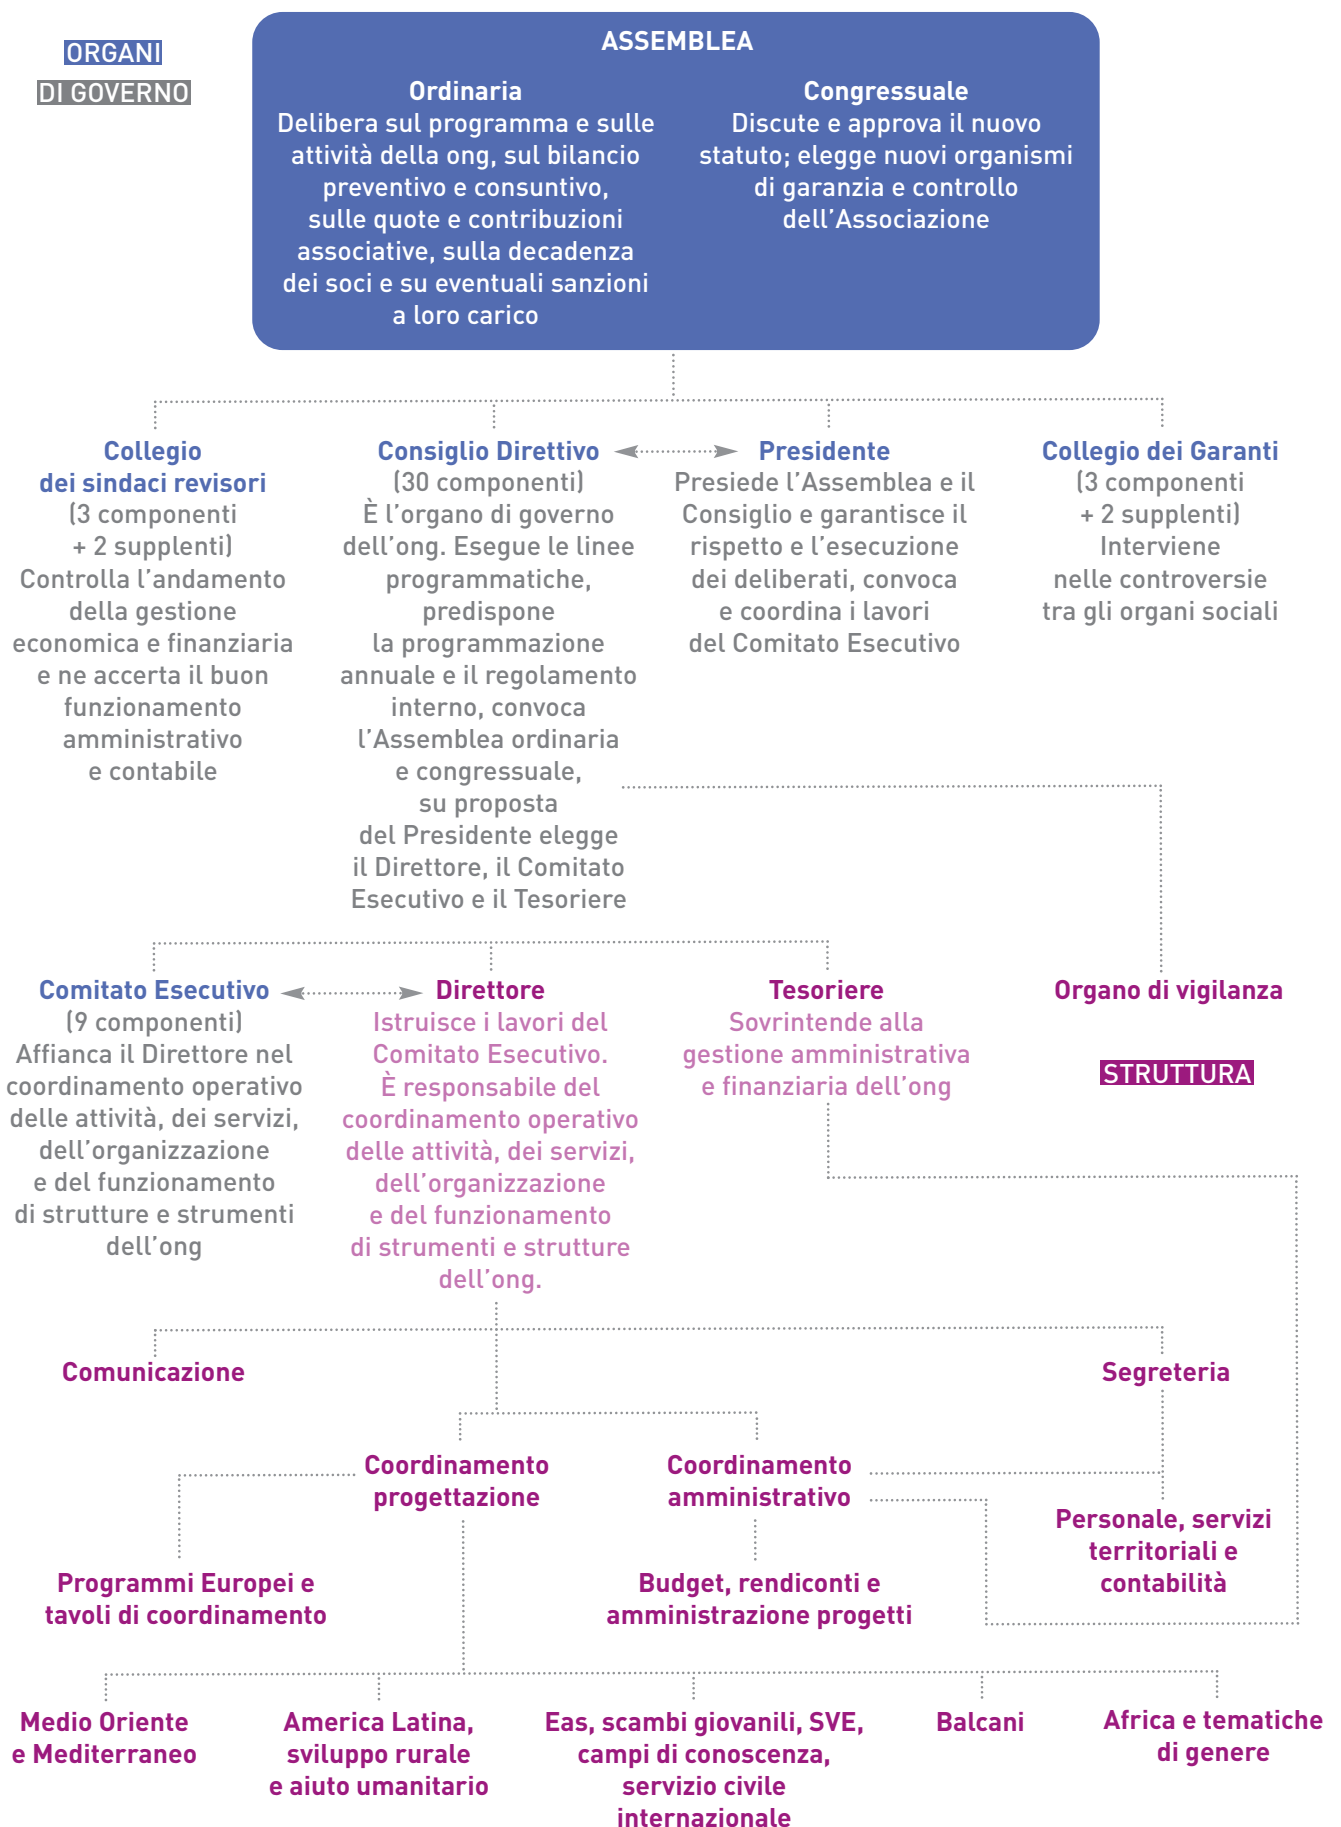 ORGANI
DI GOVERNO
ASSEMBLEA
Ordinaria
Delibera sul programma e sulle
attività della ong, sul bilancio
preventivo e consuntivo,
sulle quote e contribuzioni
associative, sulla decadenza
dei soci e su eventuali sanzioni
a loro carico
Congressuale
Discute e approva il nuovo
statuto; elegge nuovi organismi
di garanzia e controllo
dell’Associazione
Collegio
dei sindaci revisori
(3 componenti
+ 2 supplenti)
Controlla l’andamento
della gestione
economica e finanziaria
e ne accerta il buon
funzionamento
amministrativo
e contabile
Consiglio Direttivo
(30 componenti)
È l’organo di governo
dell’ong. Esegue le linee
programmatiche,
predispone
la programmazione
annuale e il regolamento
interno, convoca
l’Assemblea ordinaria
e congressuale,
su proposta
del Presidente elegge
il Direttore, il Comitato
Esecutivo e il Tesoriere
Presidente
Presiede l’Assemblea e il
Consiglio e garantisce il
rispetto e l’esecuzione
dei deliberati, convoca
e coordina i lavori
del Comitato Esecutivo
Collegio dei Garanti
(3 componenti
+ 2 supplenti)
Interviene
nelle controversie
tra gli organi sociali
Comitato Esecutivo
(9 componenti)
Affianca il Direttore nel
coordinamento operativo
delle attività, dei servizi,
dell’organizzazione
e del funzionamento
di strutture e strumenti
dell’ong
Direttore
Istruisce i lavori del
Comitato Esecutivo.
È responsabile del
coordinamento operativo
delle attività, dei servizi,
dell’organizzazione
e del funzionamento
di strumenti e strutture
dell’ong.
Tesoriere
Sovrintende alla
gestione amministrativa
e finanziaria dell’ong
Organo di vigilanza
STRUTTURA
Comunicazione
Segreteria
Coordinamento
progettazione
Coordinamento
amministrativo
Personale, servizi
territoriali e
contabilità
Programmi Europei e
tavoli di coordinamento
Budget, rendiconti e
amministrazione progetti
Medio Oriente
e Mediterraneo
America Latina,
sviluppo rurale
e aiuto umanitario
Eas, scambi giovanili, SVE,
campi di conoscenza,
servizio civile
internazionale
Balcani
Africa e tematiche
di genere